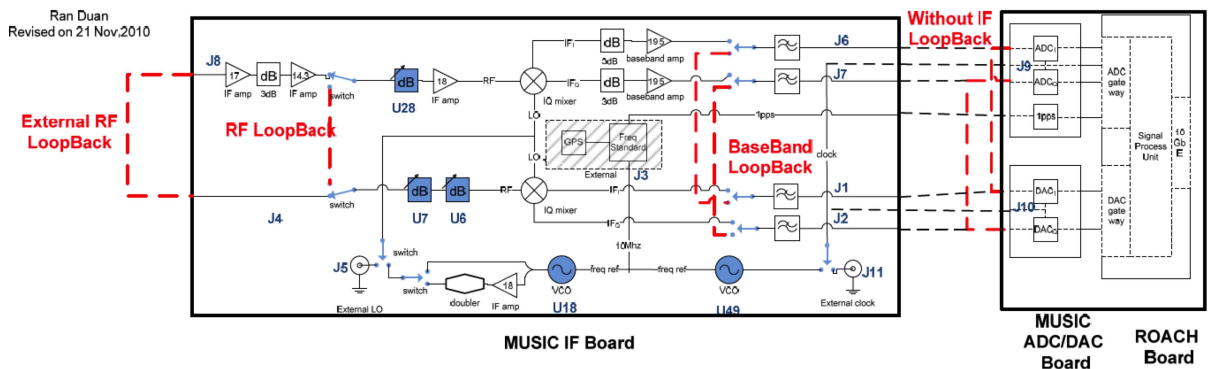 Ran Duan
Revised on 21 Nov,2010
Without IF
LoopBack
J8
17
IF amp
dB
3dB
14.3
IF amp
switch
dB
U28
18
IF amp
RF
IQ mixer
LO
IFI
dB
3dB
19.5
baseband amp
J6
IFQ
dB
3dB
19.5
baseband amp
J7
External RF
LoopBack
RF LoopBack
LO
GPS
Freq
Standard
External
J3
1pps
BaseBand
LoopBack
clock
J4
switch
dB
U7
dB
U6
RF
IQ mixer
IFI
J1
IFQ
J2
10Mhz
switch
J5
External LO
switch
doubler
18
IF amp
VCO
U18
freq ref
freq ref
VCO
U49
J11
External clock
J9
ADCI
ADCQ
1pps
J10
DACI
DACQ
ADC
gate
way
DAC
gate
way
Signal
Process
Unit
10
Gb
E
MUSIC IF Board
MUSIC
ADC/DAC
Board
ROACH
Board